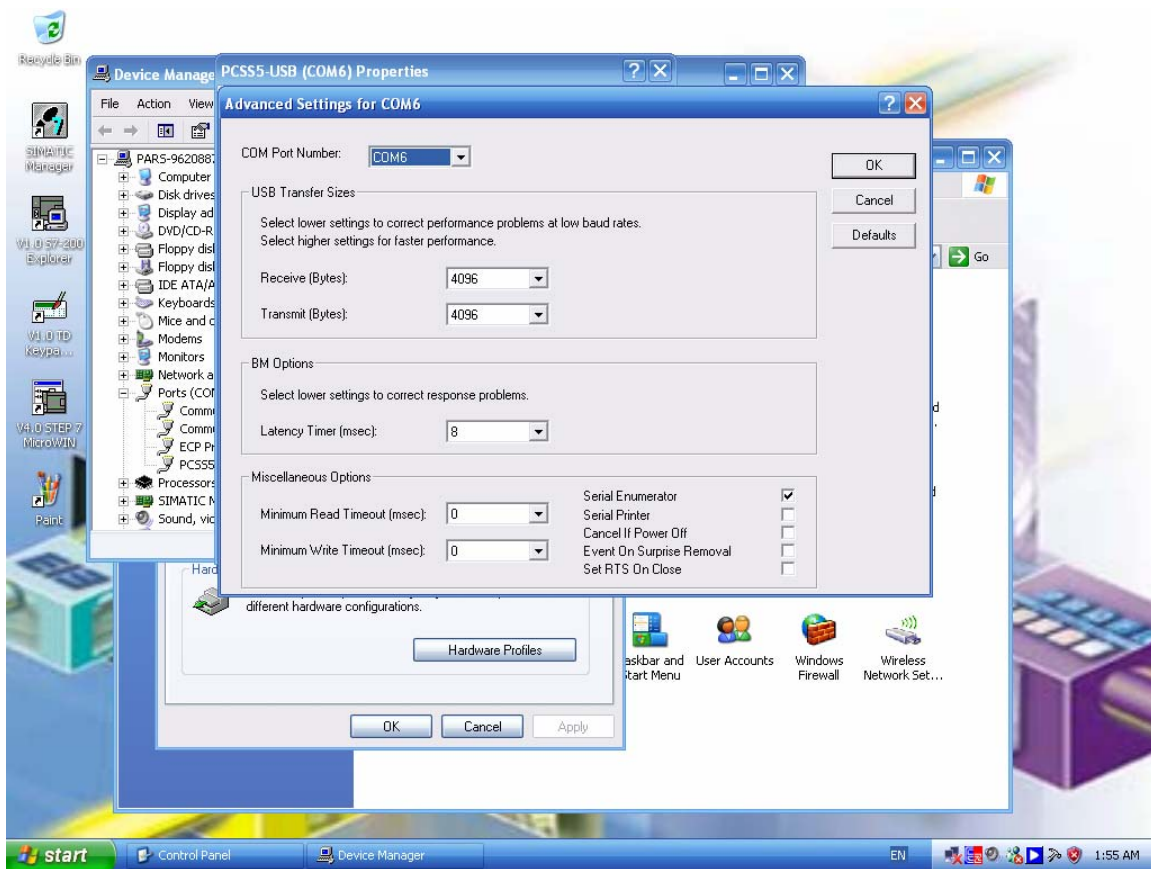 Recycle Bin
SIMATIC
Manager
V1.0 S7-200
Explorer
V1.0 TD
Keypa...
V4.0 STEP 7
MicroWIN
Paint
Device Manage
File Action View
PARS-9620887
Computer
Disk drives
Display ad
DVD/CD-R
Floppy disl
Floppy disl
IDE ATA/A
Keyboards
Mice and c
Modems
Monitors
Network a
Ports (COM
Commu
Commu
ECP Pr
PCSS5
Processors
SIMATIC N
Sound, vid
PCSS5-USB (COM6) Properties
Advanced Settings for COM6
COM Port Number: COM6
OK
Cancel
Defaults
USB Transfer Sizes
Select lower settings to correct performance problems at low baud rates.
Select higher settings for faster performance.
Receive (Bytes): 4096
Transmit (Bytes): 4096
BM Options
Select lower settings to correct response problems.
Latency Timer (msec): 8
Miscellaneous Options
Minimum Read Timeout (msec): 0
Minimum Write Timeout (msec): 0
Serial Enumerator
Serial Printer
Cancel If Power Off
Event On Surprise Removal
Set RTS On Close
Go
Hard
different hardware configurations.
Hardware Profiles
OK Cancel Apply
askbar and
Start Menu
User Accounts
Windows
Firewall
Wireless
Network Set...
start
Control Panel
Device Manager
EN
1:55 AM